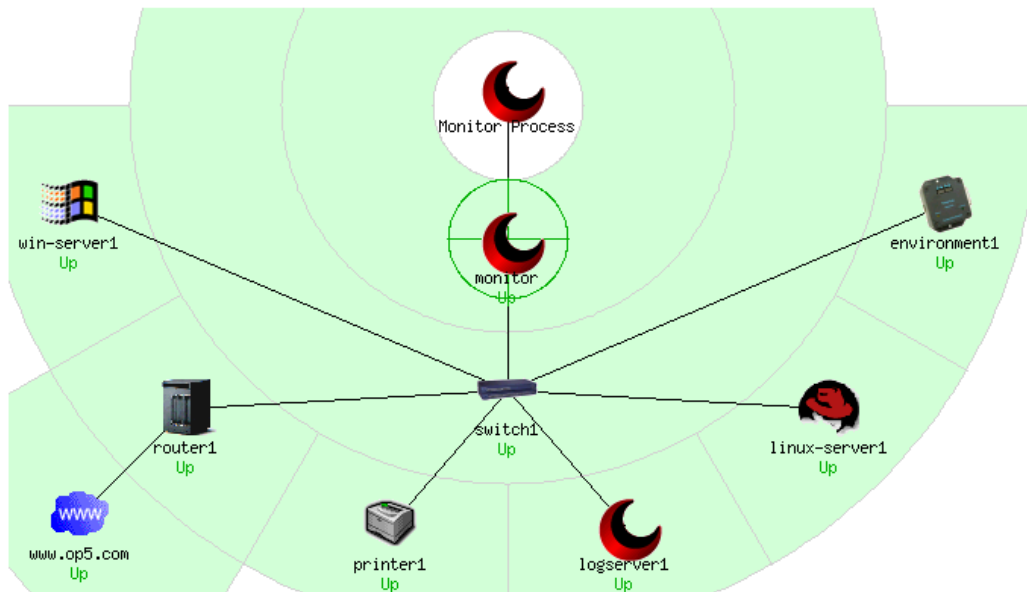 Monitor Process
win-server1
Up
environment1
Up
monitor
Up
router1
Up
switch1
Up
linux-server1
Up
www
www.op5.com
Up
printer1
Up
logserver1
Up